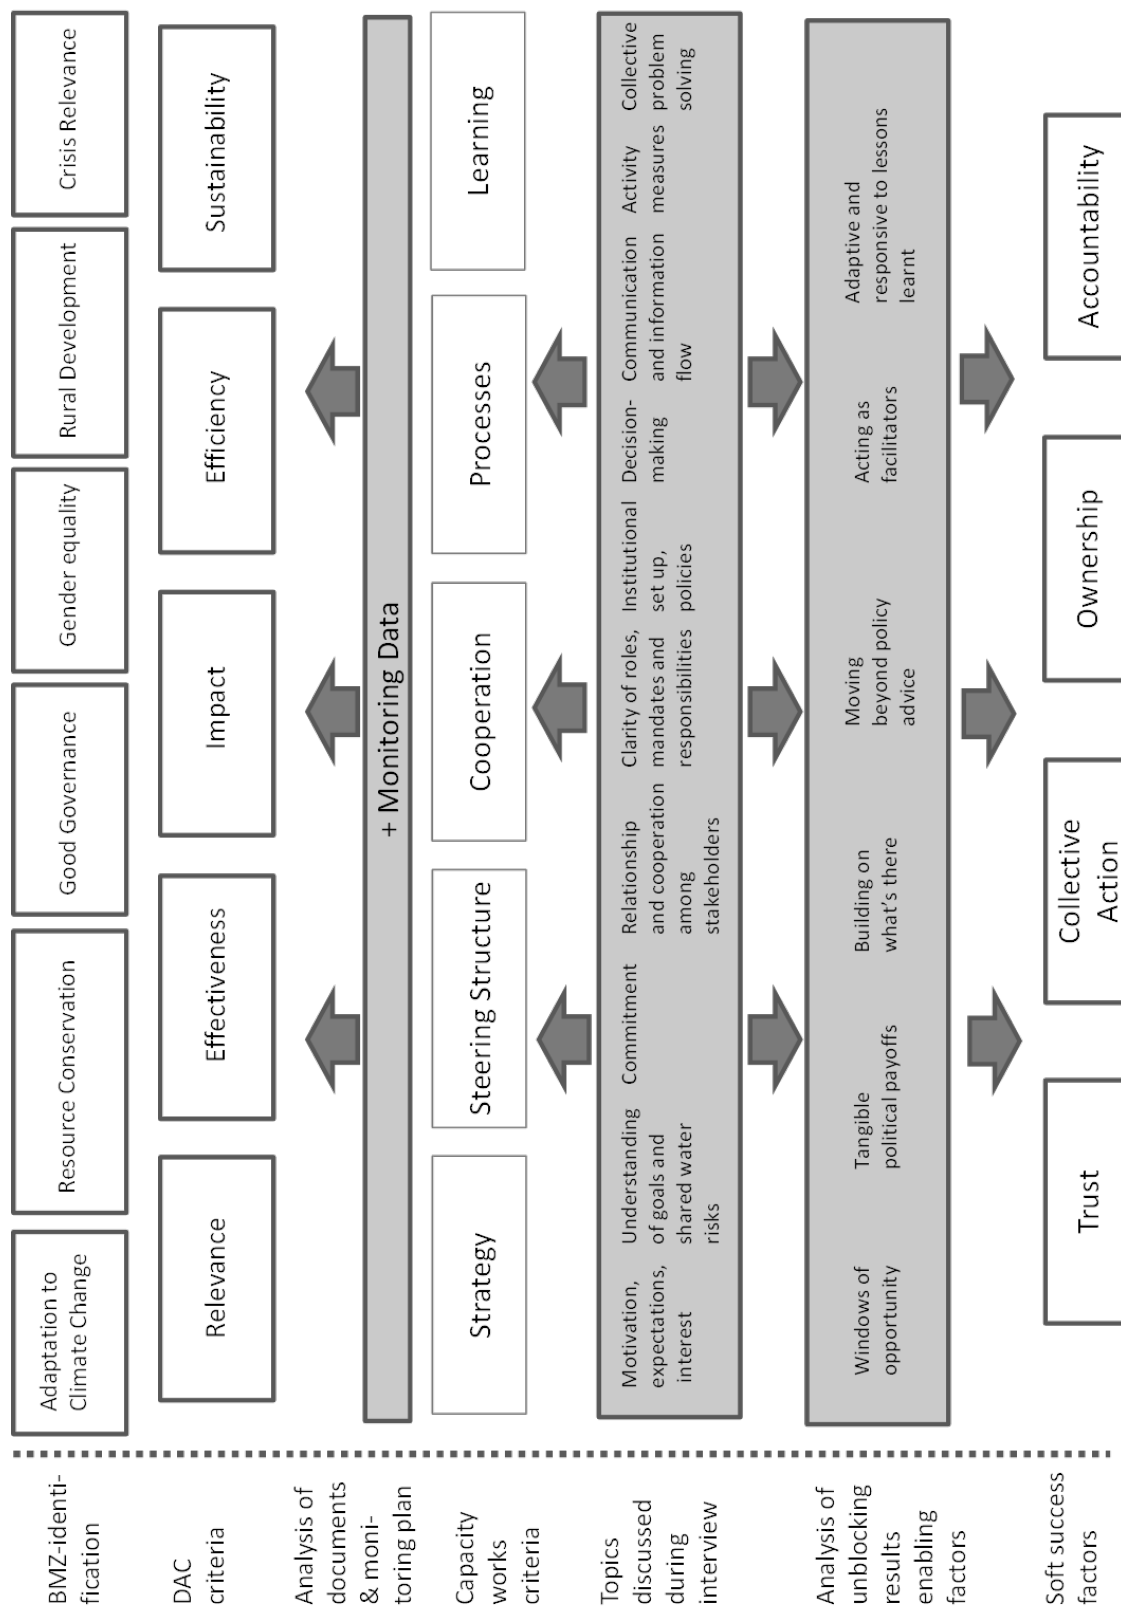 BMZ-identi-
fication
Adaptation to
Climate Change
Resource Conservation
Good Governance
Gender equality
Rural Development
Crisis Relevance
DAC
criteria
Relevance
Effectiveness
Impact
Efficiency
Sustainability
Analysis of
documents
& moni-
toring plan
+ Monitoring Data
Capacity
works
criteria
Strategy
Steering Structure
Cooperation
Processes
Learning
Topics
discussed
during
interview
Motivation,
expectations,
interest
Understanding
of goals and
shared water
risks
Commitment
Relationship
and cooperation
among
stakeholders
Clarity of roles,
mandates and
responsibilities
Institutional
set up,
policies
Decision-
making
Communication
and information
flow
Activity
measures
Collective
problem
solving
Analysis of
unblocking
results
enabling
factors
Windows of
opportunity
Tangible
political payoffs
Building on
what's there
Moving
beyond policy
advice
Acting as
facilitators
Adaptive and
responsive to lessons
learnt
Soft success
factors
Trust
Collective
Action
Ownership
Accountability